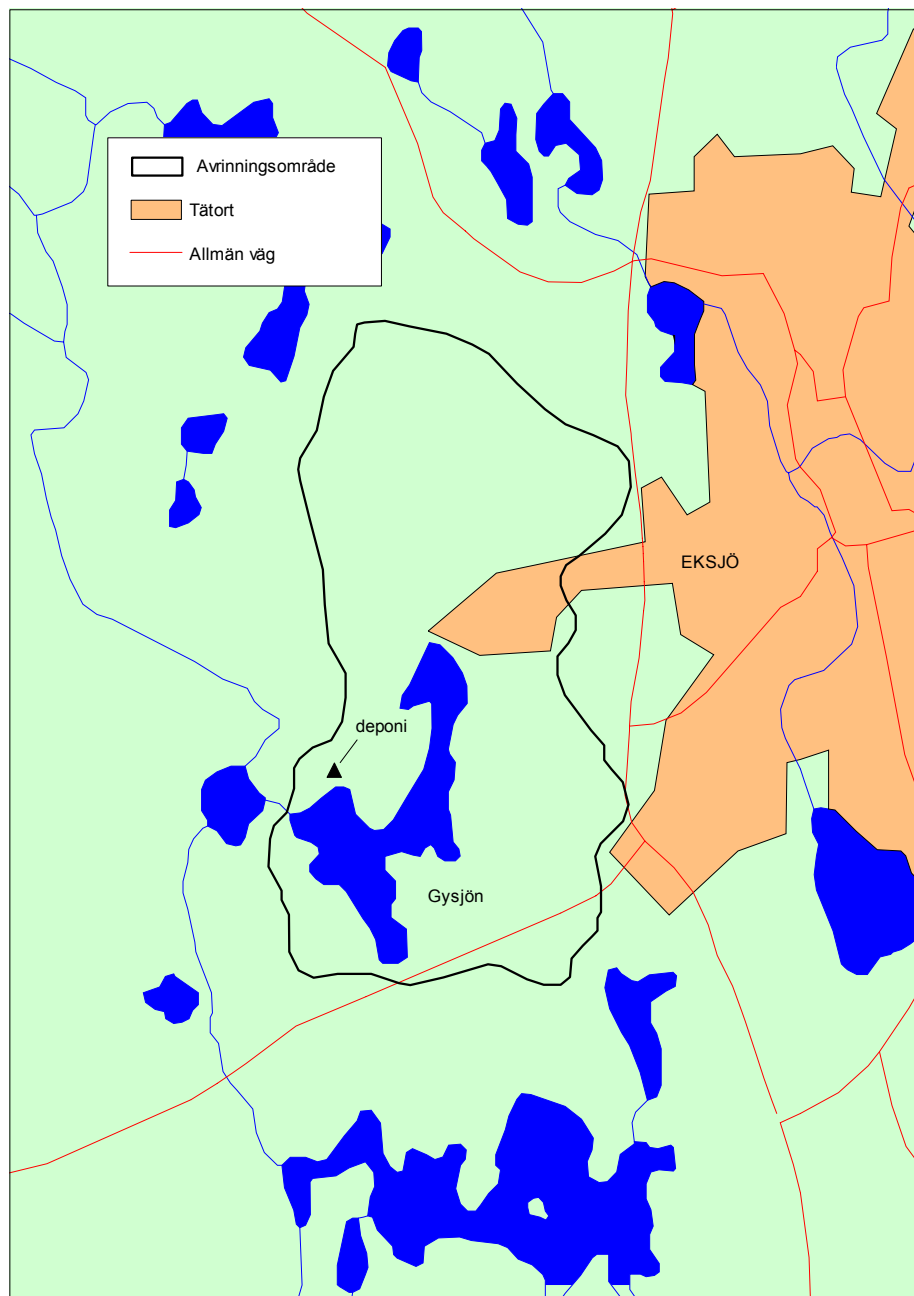 Avrinningsområde
Tätort
Allmän väg
EKSJÖ
deponi
Gysjön